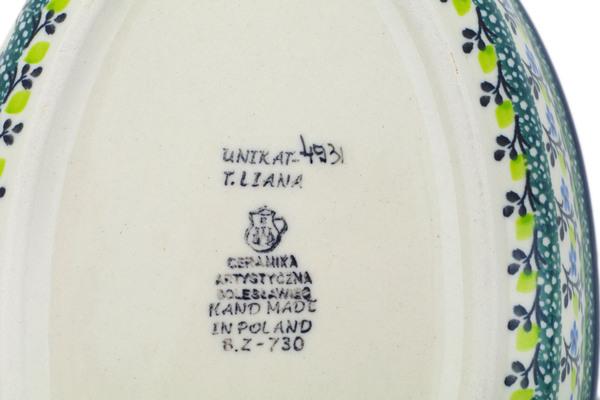 UNIKAT-4931
T. LIANA
CERAMIKA
ARTYSTYCZNA
BOLESŁAWIEC
HAND MADE
IN POLAND
B.Z-730